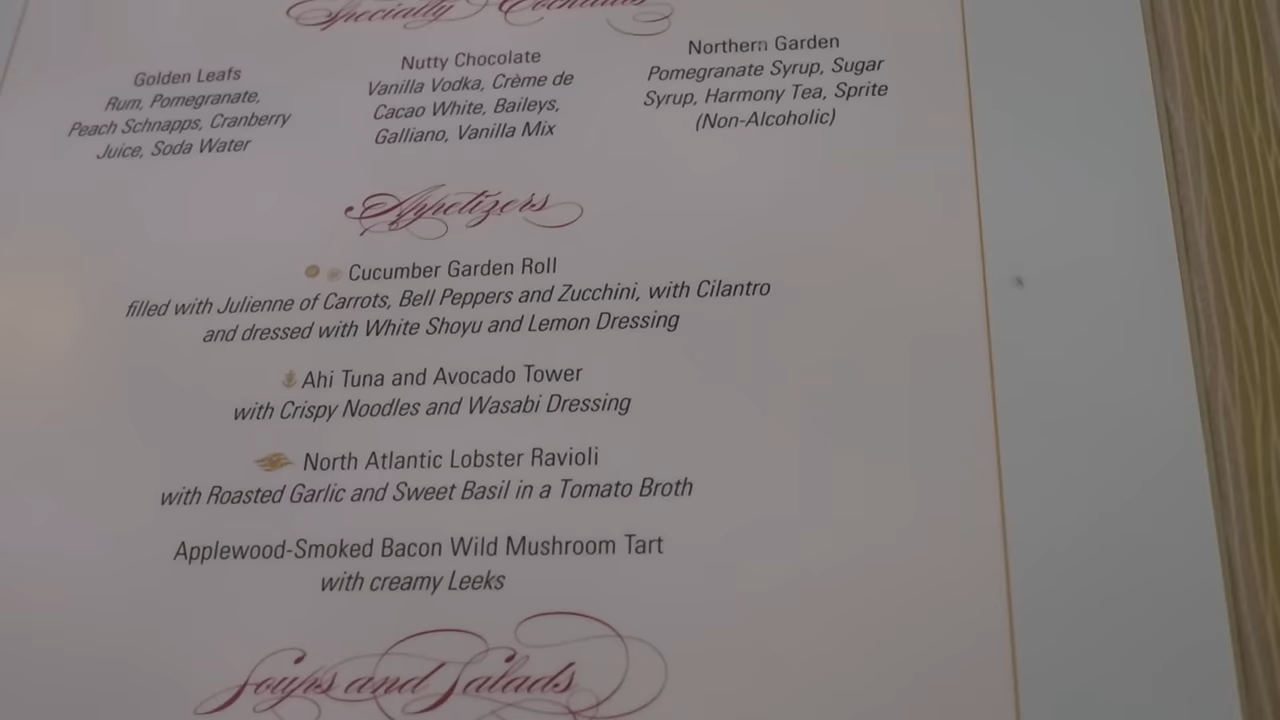 Specialty Cocktails
Golden Leafs
Rum, Pomegranate,
Peach Schnapps, Cranberry
Juice, Soda Water
Nutty Chocolate
Vanilla Vodka, Crème de
Cacao White, Baileys,
Galliano, Vanilla Mix
Northern Garden
Pomegranate Syrup, Sugar
Syrup, Harmony Tea, Sprite
(Non-Alcoholic)
Appetizers
Cucumber Garden Roll
filled with Julienne of Carrots, Bell Peppers and Zucchini, with Cilantro
and dressed with White Shoyu and Lemon Dressing
Ahi Tuna and Avocado Tower
with Crispy Noodles and Wasabi Dressing
North Atlantic Lobster Ravioli
with Roasted Garlic and Sweet Basil in a Tomato Broth
Applewood-Smoked Bacon Wild Mushroom Tart
with creamy Leeks
Soups and Salads